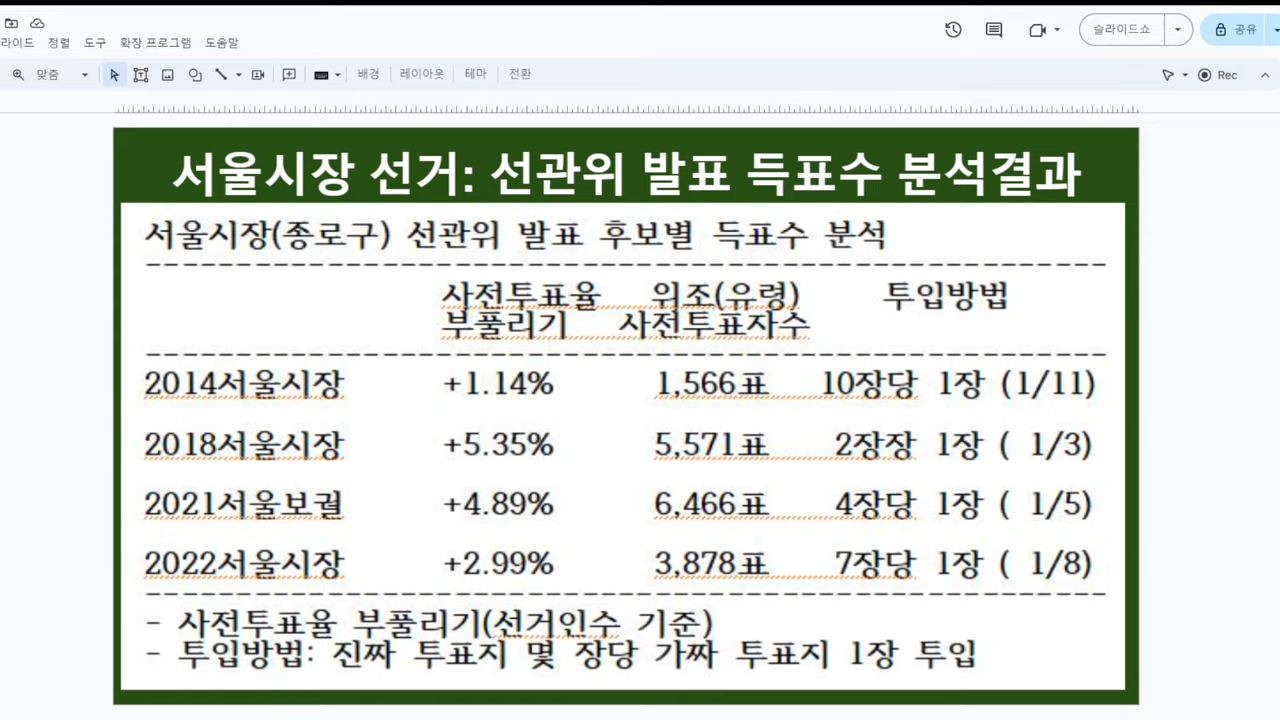 라이드 정렬 도구 확장 프로그램 도움말
슬라이드쇼 공유
맞춤 배경 레이아웃 테마 전환 Rec
서울시장 선거: 선관위 발표 득표수 분석결과
서울시장(종로구) 선관위 발표 후보별 득표수 분석
사전투표율 위조(유령) 투입방법
부풀리기 사전투표자수
2014서울시장 +1.14% 1,566표 10장당 1장 (1/11)
2018서울시장 +5.35% 5,571표 2장장 1장 ( 1/3)
2021서울보궐 +4.89% 6,466표 4장당 1장 ( 1/5)
2022서울시장 +2.99% 3,878표 7장당 1장 ( 1/8)
- 사전투표율 부풀리기(선거인수 기준)
- 투입방법: 진짜 투표지 몇 장당 가짜 투표지 1장 투입